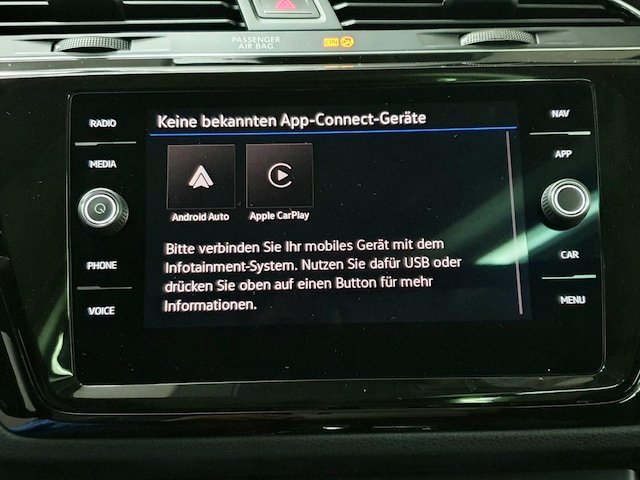 PASSENGER
AIR BAG
RADIO
MEDIA
PHONE
VOICE
Keine bekannten App-Connect-Geräte
Android Auto
Apple CarPlay
Bitte verbinden Sie Ihr mobiles Gerät mit dem
Infotainment-System. Nutzen Sie dafür USB oder
drücken Sie oben auf einen Button für mehr
Informationen.
NAV
APP
CAR
MENU